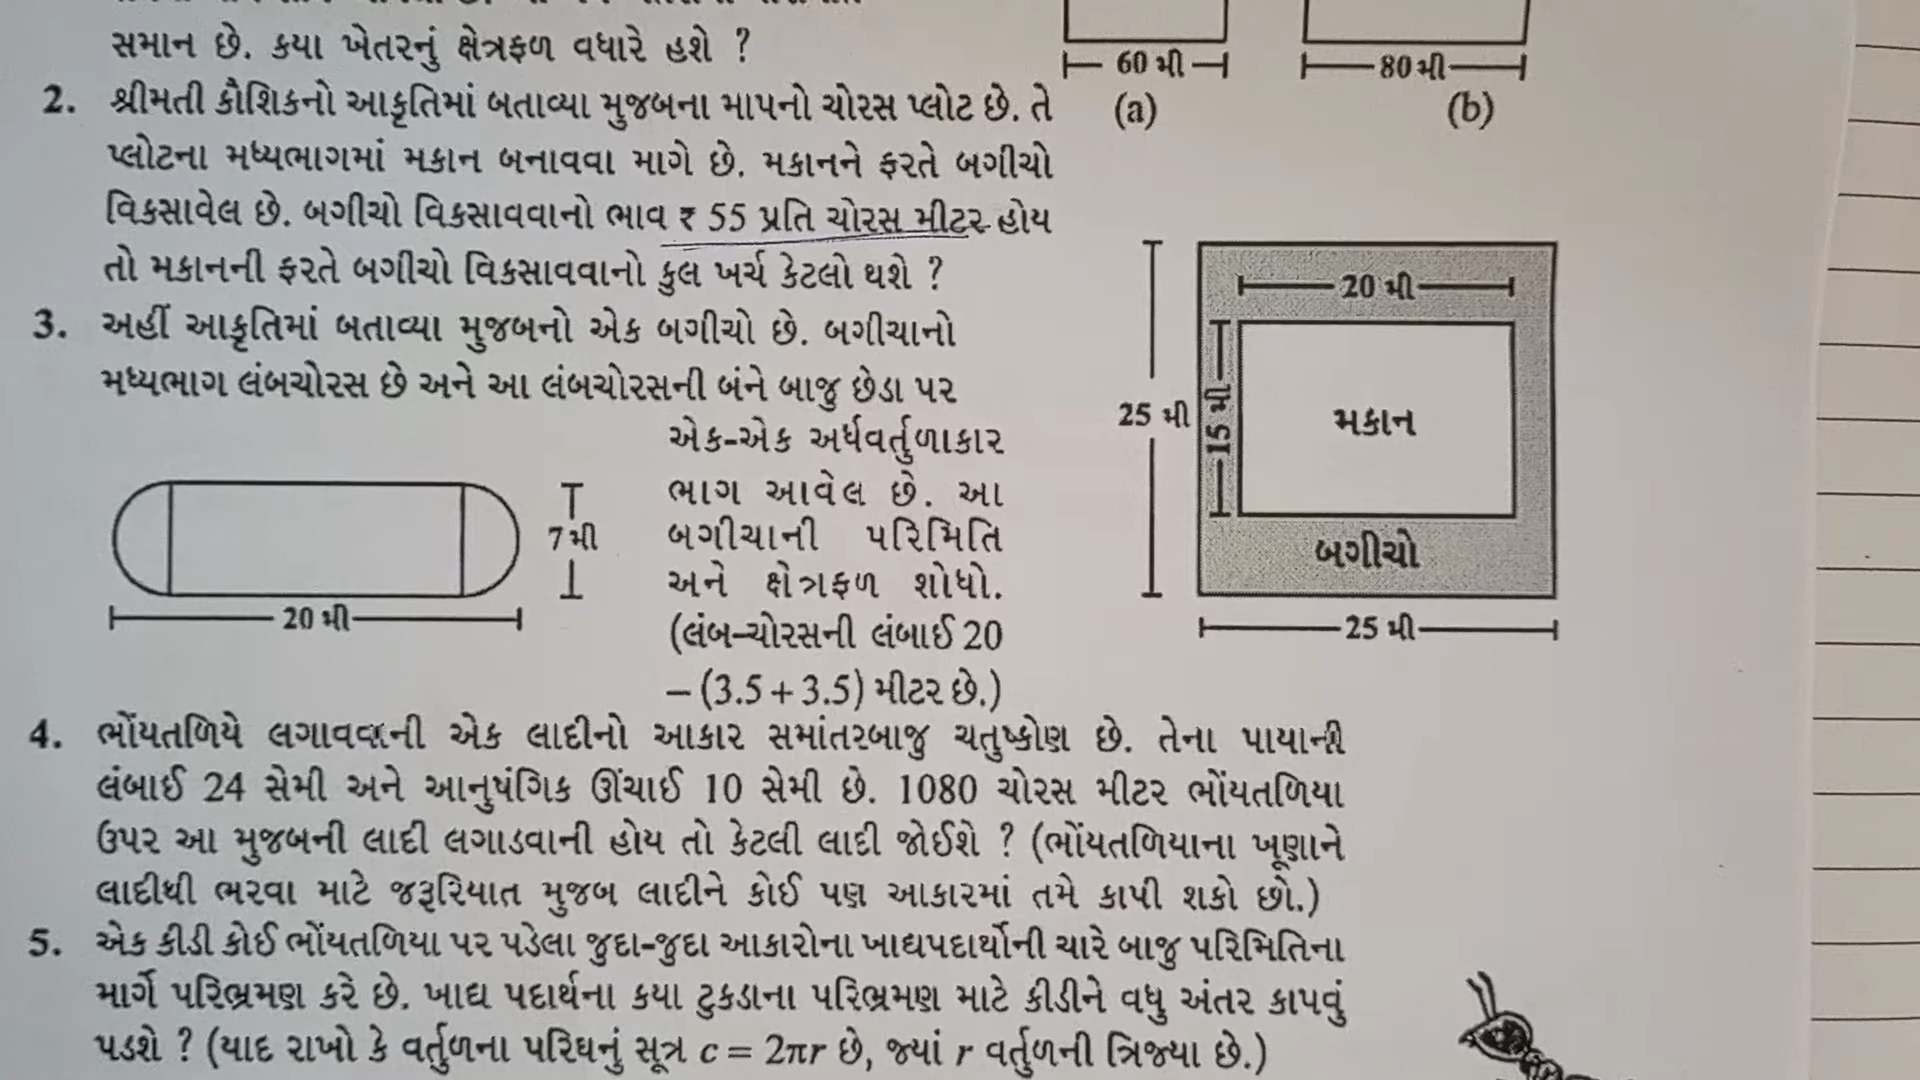 સમાન છે. કયા ખેતરનું ક્ષેત્રફળ વધારે હશે ?
60 મી
80 મી
(a)
(b)
2. શ્રીમતી કૌશિકનો આકૃતિમાં બતાવ્યા મુજબના માપનો ચોરસ પ્લોટ છે. તે
પ્લોટના મધ્યભાગમાં મકાન બનાવવા માગે છે. મકાનને ફરતે બગીચો
વિકસાવેલ છે. બગીચો વિકસાવવાનો ભાવ ₹ 55 પ્રતિ ચોરસ મીટર હોય
તો મકાનની ફરતે બગીચો વિકસાવવાનો કુલ ખર્ચ કેટલો થશે ?
20 મી
25 મી
15 મી
મકાન
બગીચો
25 મી
3. અહીં આકૃતિમાં બતાવ્યા મુજબનો એક બગીચો છે. બગીચાનો
મધ્યભાગ લંબચોરસ છે અને આ લંબચોરસની બંને બાજુ છેડા પર
એક-એક અર્ધવર્તુળાકાર
ભાગ આવેલ છે. આ
બગીચાની પરિમિતિ
અને ક્ષેત્રફળ શોધો.
(લંબ-ચોરસની લંબાઈ 20
– (3.5 + 3.5) મીટર છે.)
7 મી
20 મી
4. ભોંયતળિયે લગાવવાની એક લાદીનો આકાર સમાંતરબાજુ ચતુષ્કોણ છે. તેના પાયાની
લંબાઈ 24 સેમી અને આનુષંગિક ઊંચાઈ 10 સેમી છે. 1080 ચોરસ મીટર ભોંયતળિયા
ઉપર આ મુજબની લાદી લગાડવાની હોય તો કેટલી લાદી જોઈશે ? (ભોંયતળિયાના ખૂણાને
લાદીથી ભરવા માટે જરૂરિયાત મુજબ લાદીને કોઈ પણ આકારમાં તમે કાપી શકો છો.)
5. એક કીડી કોઈ ભોંયતળિયા પર પડેલા જુદા-જુદા આકારોના ખાદ્યપદાર્થોની ચારે બાજુ પરિમિતિના
માર્ગે પરિભ્રમણ કરે છે. ખાદ્ય પદાર્થના કયા ટુકડાના પરિભ્રમણ માટે કીડીને વધુ અંતર કાપવું
પડશે ? (યાદ રાખો કે વર્તુળના પરિઘનું સૂત્ર c = 2πr છે, જ્યાં r વર્તુળની ત્રિજ્યા છે.)